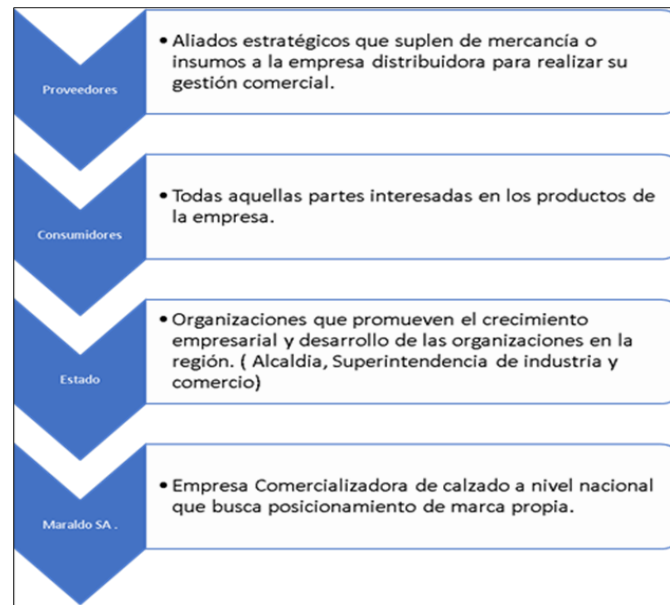 Proveedores
• Aliados estratégicos que suplen de mercancía o
insumos a la empresa distribuidora para realizar su
gestión comercial.
Consumidores
• Todas aquellas partes interesadas en los productos de
la empresa.
Estado
• Organizaciones que promueven el crecimiento
empresarial y desarrollo de las organizaciones en la
región. ( Alcaldia, Superintendencia de industria y
comercio)
Maraldo SA .
• Empresa Comercializadora de calzado a nivel nacional
que busca posicionamiento de marca propia.